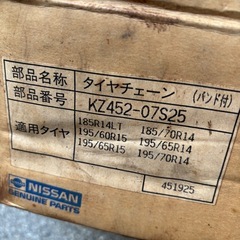 部品名称 タイヤチェーン (バンド付)
部品番号 KZ452-07S25
適用タイヤ 185R14LT 185/70R14
195/60R15 195/65R14
195/65R15 195/70R14
451925
NISSAN
GENUINE PARTS